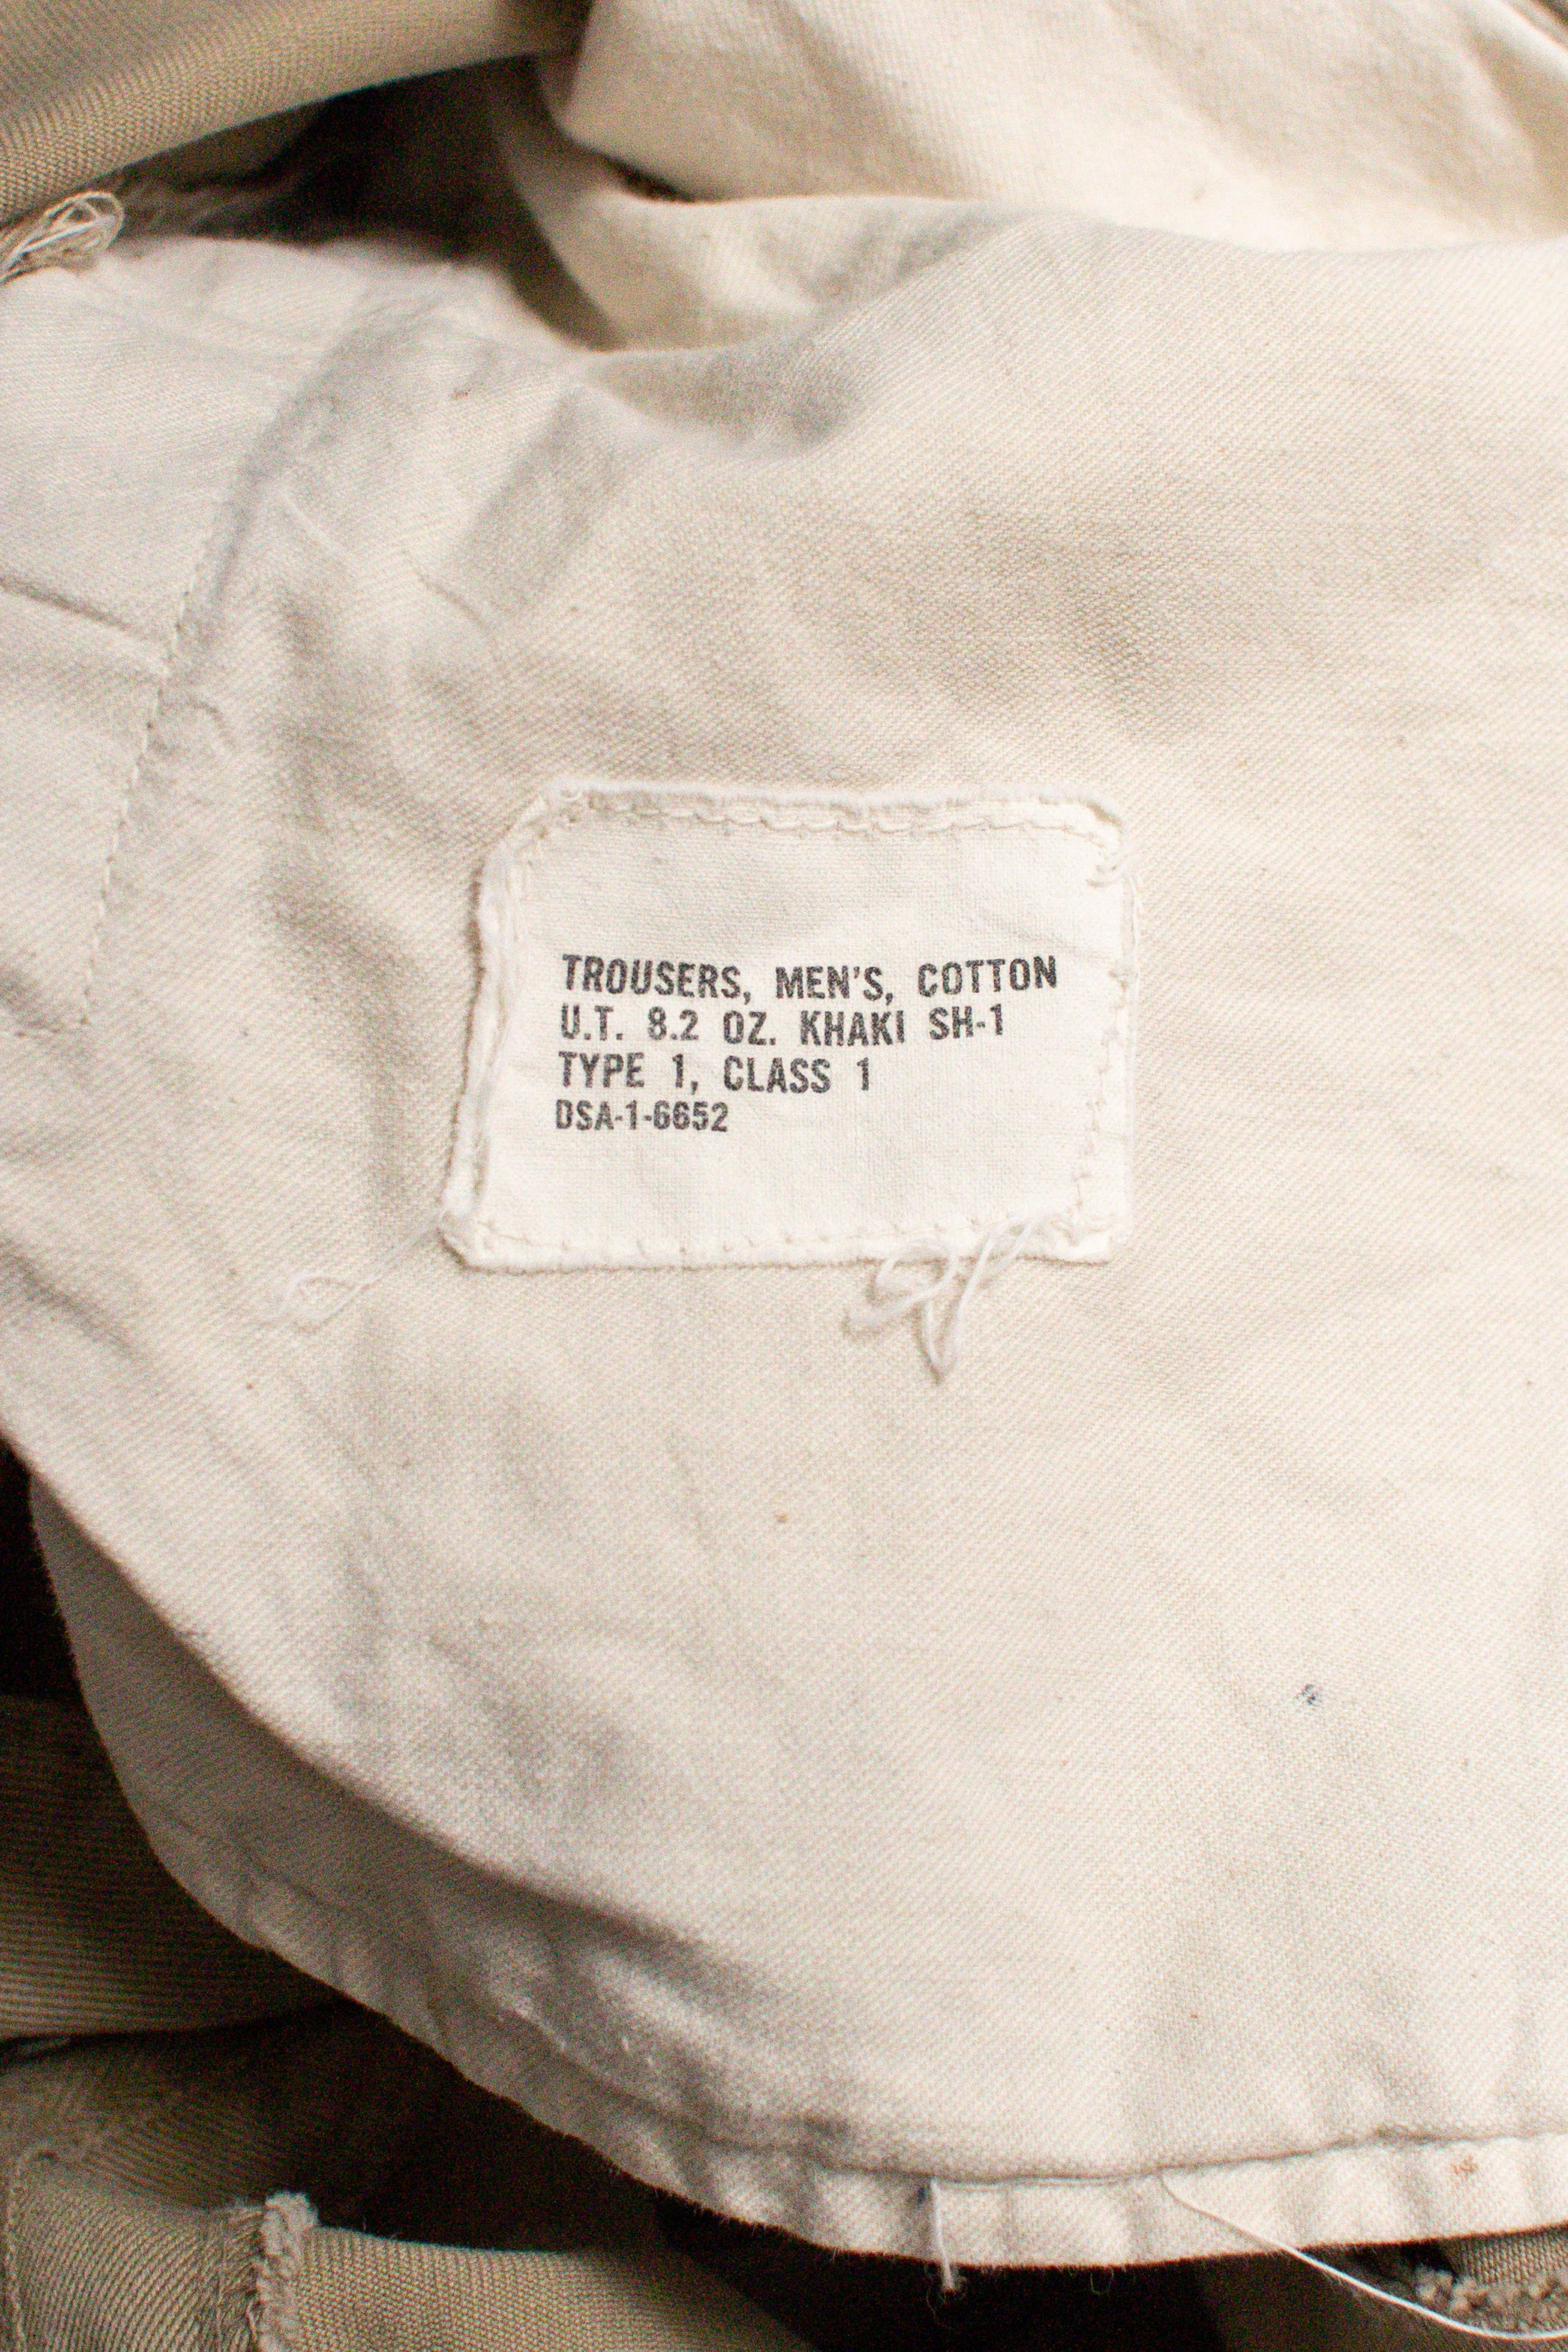 TROUSERS, MEN'S, COTTON
U.T. 8.2 OZ. KHAKI SH-1
TYPE 1, CLASS 1
DSA-1-6652